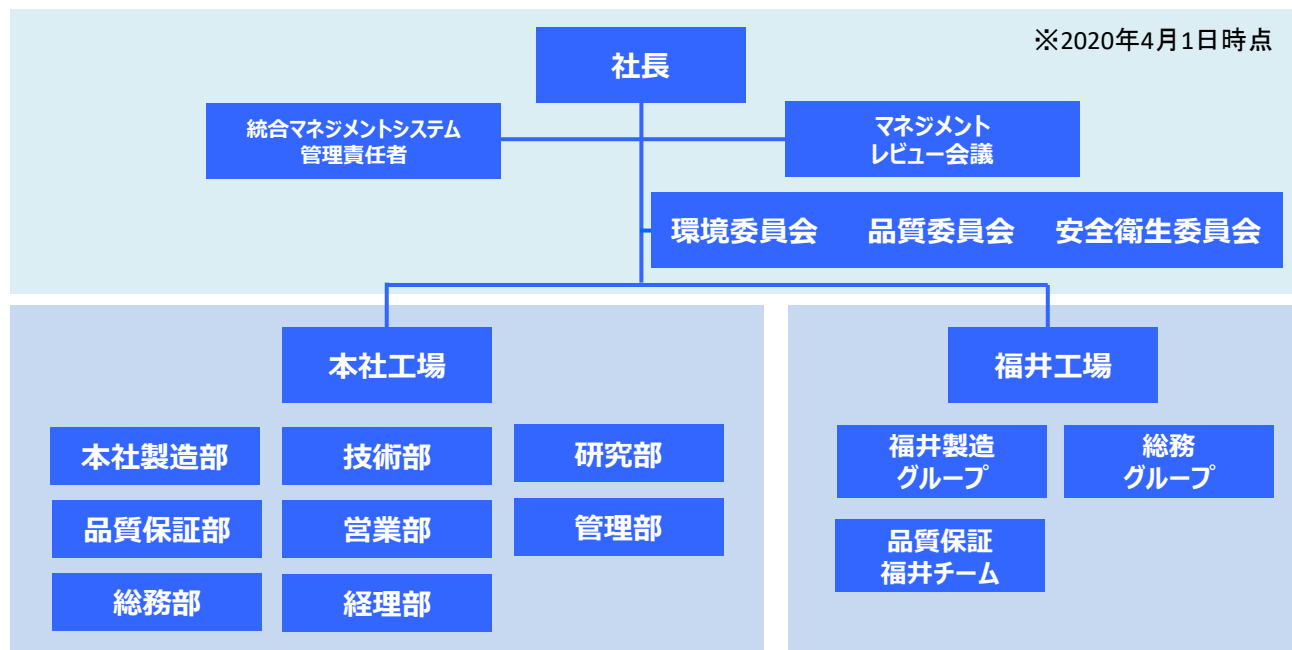 ※2020年4月1日時点
社長
統合マネジメントシステム
管理責任者
マネジメント
レビュー会議
環境委員会 品質委員会 安全衛生委員会
本社工場
本社製造部
技術部
研究部
品質保証部
営業部
管理部
総務部
経理部
福井工場
福井製造
グループ
総務
グループ
品質保証
福井チーム